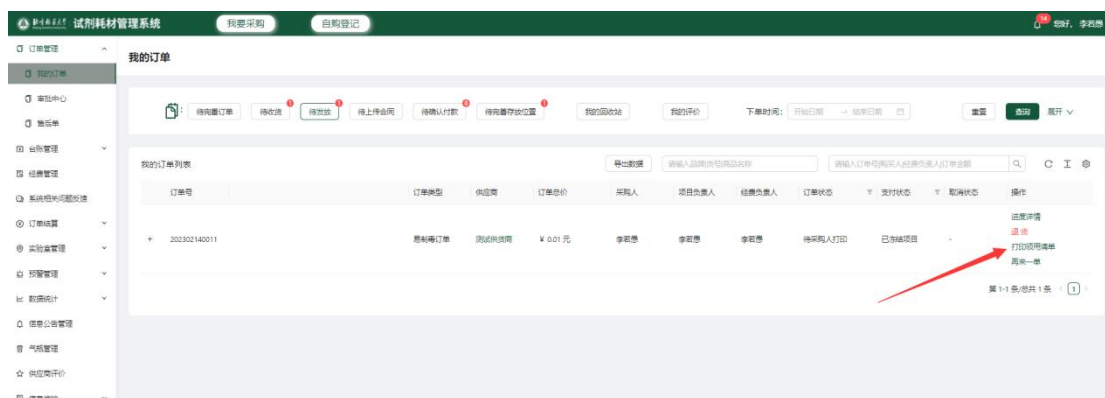 试剂耗材管理系统
我要采购
自购登记
14
您好，李若愚
订单管理
我的订单
审批中心
售后单
台账管理
经费管理
系统相关问题反馈
订单结算
实验室管理
预警管理
数据统计
信息公告管理
气瓶管理
供应商评价
我的订单
待完善订单
待收货
1
待发放
1
待上传合同
待确认付款
待完善存放位置
1
我的回收站
我的评价
下单时间：
开始日期 → 结束日期
重置
查询
展开
我的订单列表
导出数据
请输入品牌|货号|商品名称
请输入订单号|购买人|经费负责人|订单金额
订单号 订单类型 供应商 订单总价 采购人 项目负责人 经费负责人 订单状态 支付状态 取消状态 操作
+ 202302140011 易制毒订单 测试供货商 ¥ 0.01 元 李若愚 李若愚 李若愚 待采购人打印 已冻结项目 -
进度详情
退货
打印领用清单
再来一单
第 1-1 条/总共 1 条 < 1 >